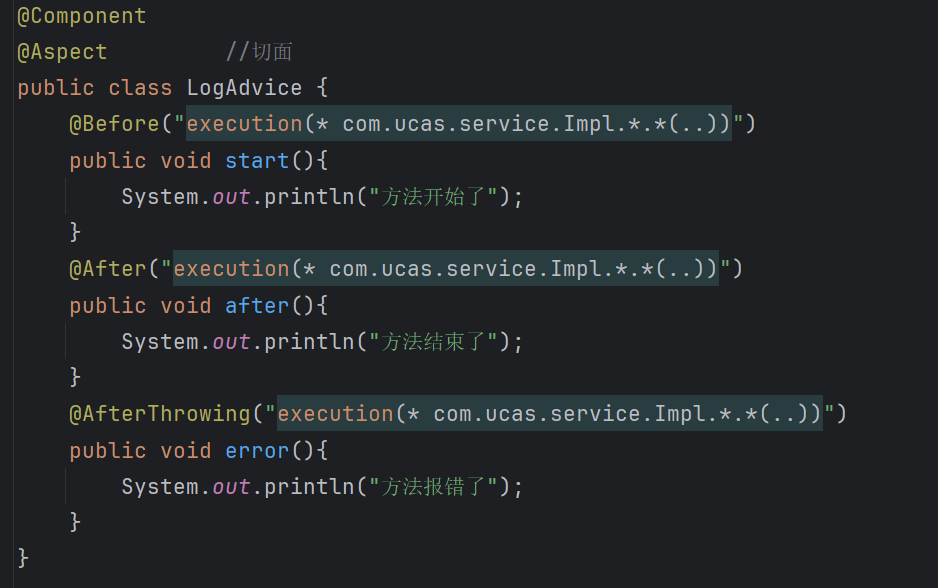 @Component
@Aspect //切面
public class LogAdvice {
@Before("execution(* com.ucas.service.Impl.*.*(..))")
public void start(){
System.out.println("方法开始了");
}
@After("execution(* com.ucas.service.Impl.*.*(..))")
public void after(){
System.out.println("方法结束了");
}
@AfterThrowing("execution(* com.ucas.service.Impl.*.*(..))")
public void error(){
System.out.println("方法报错了");
}
}